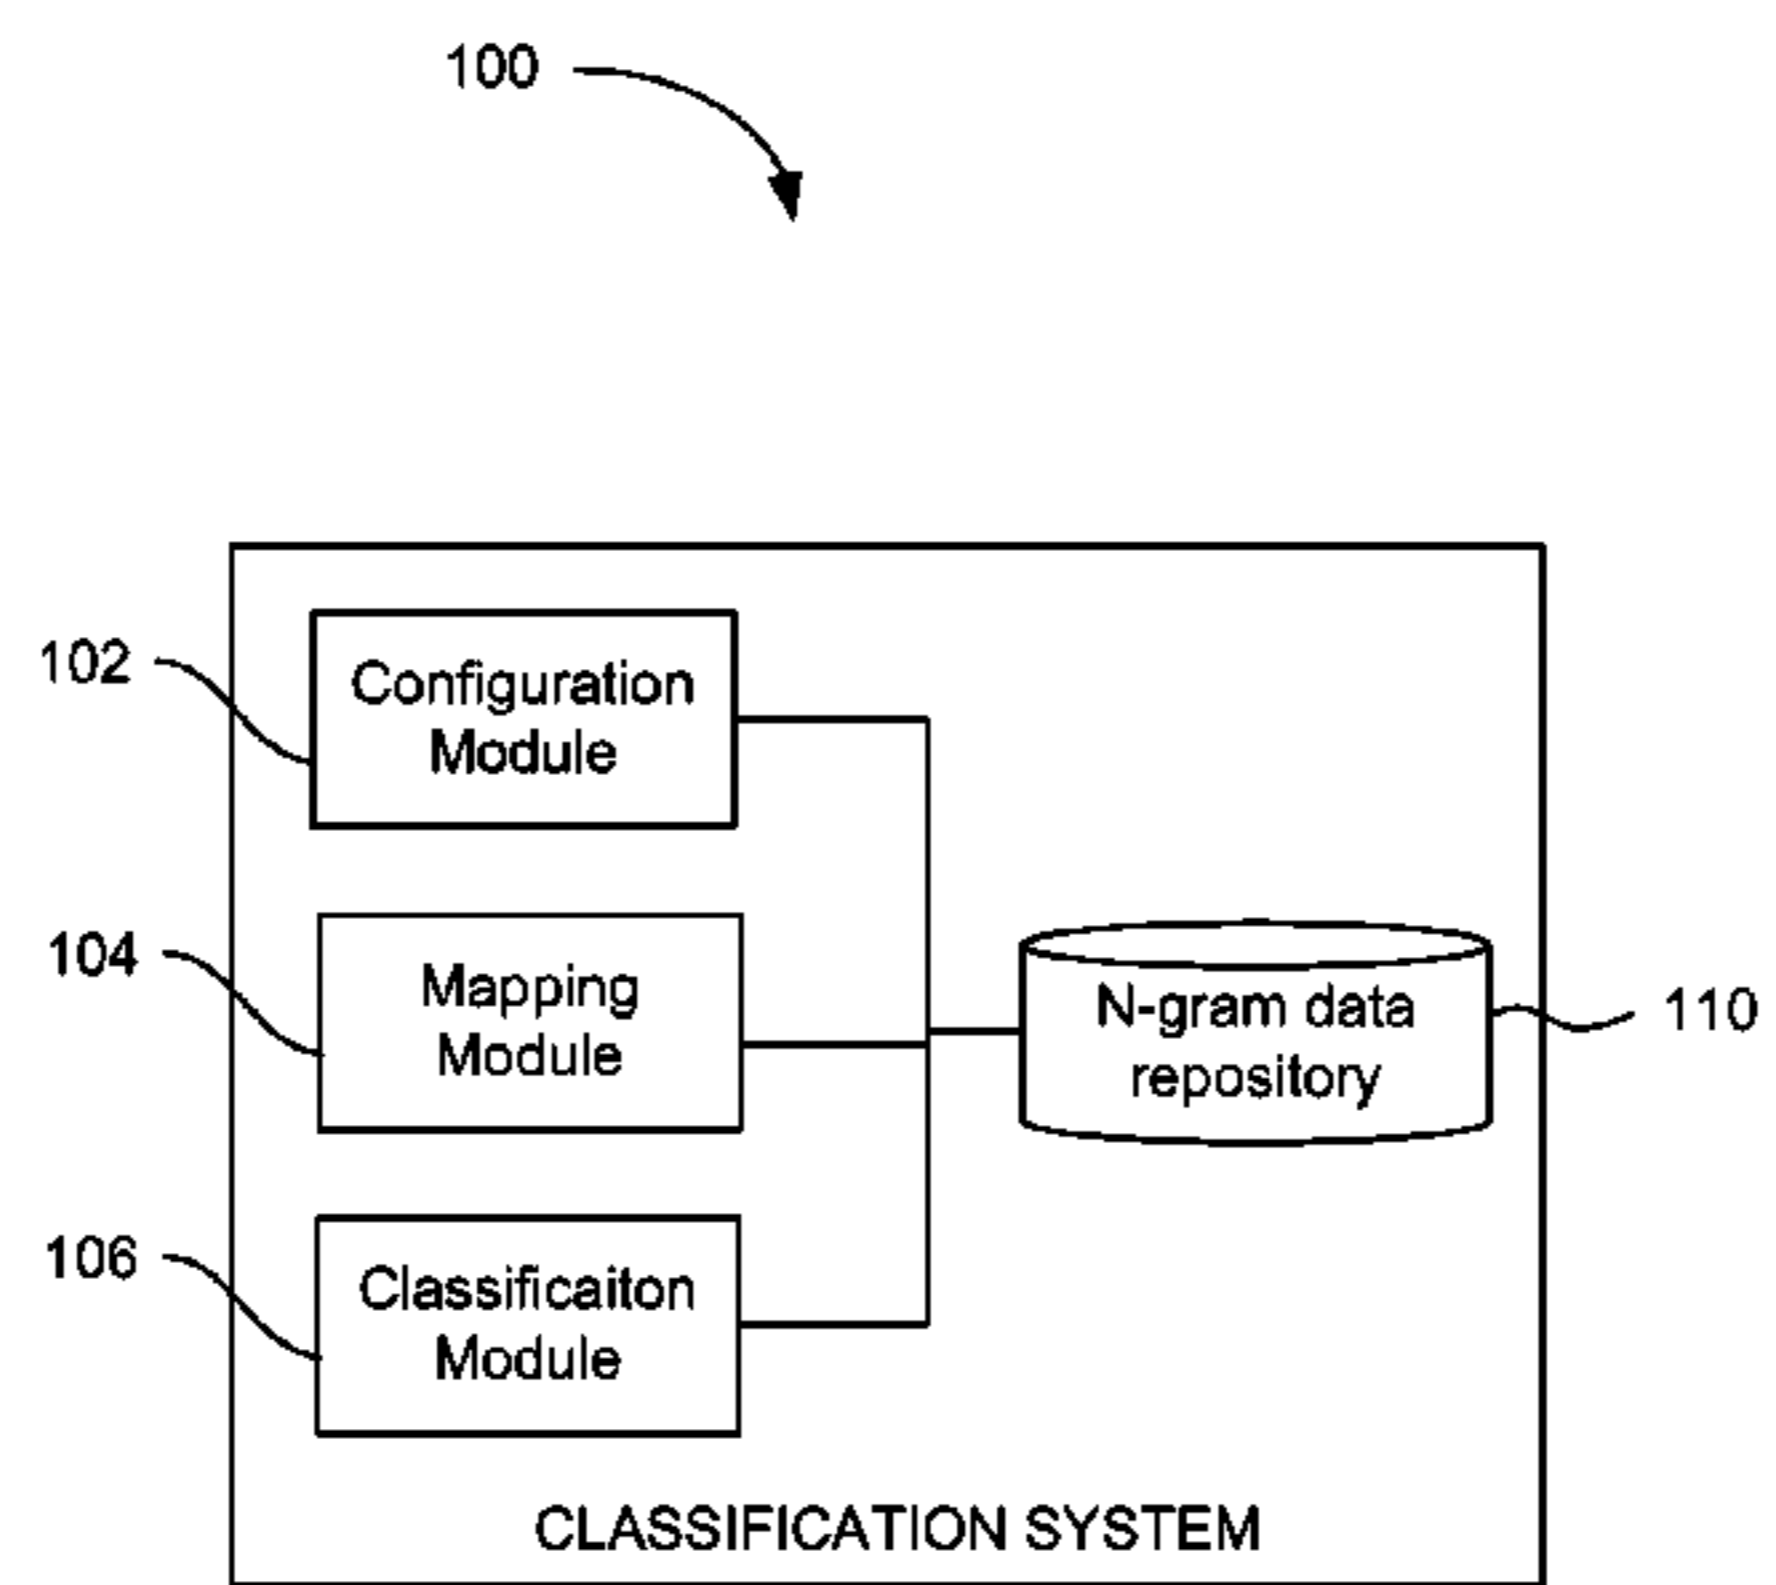 100
102
Configuration
Module
104
Mapping
Module
N-gram data
repository
110
106
Classificaiton
Module
CLASSIFICATION SYSTEM